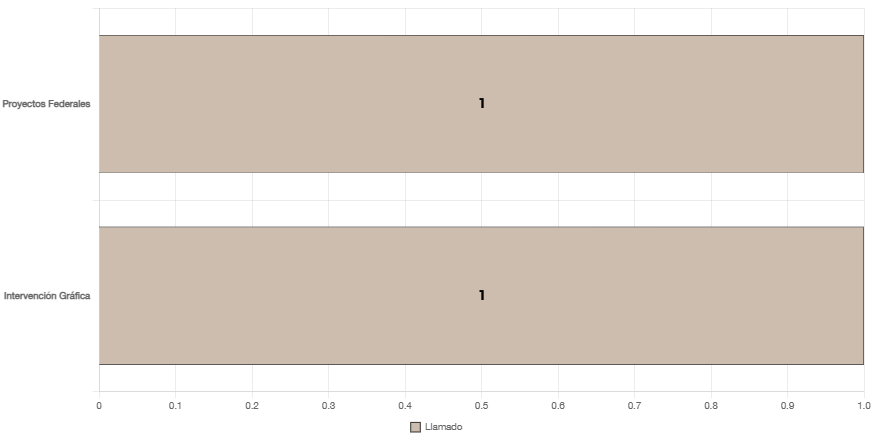 Proyectos Federales
1
Intervención Gráfica
1
0 0.1 0.2 0.3 0.4 0.5 0.6 0.7 0.8 0.9 1.0
Llamado